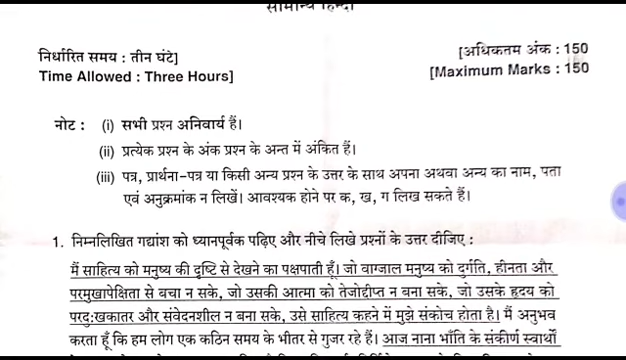 सामान्य हिन्दी
निर्धारित समय : तीन घंटे]
[अधिकतम अंक : 150
Time Allowed : Three Hours]
[Maximum Marks : 150
नोट : (i) सभी प्रश्न अनिवार्य हैं।
(ii) प्रत्येक प्रश्न के अंक प्रश्न के अन्त में अंकित हैं।
(iii) पत्र, प्रार्थना-पत्र या किसी अन्य प्रश्न के उत्तर के साथ अपना अथवा अन्य का नाम, पता
एवं अनुक्रमांक न लिखें। आवश्यक होने पर क, ख, ग लिख सकते हैं।
1. निम्नलिखित गद्यांश को ध्यानपूर्वक पढ़िए और नीचे लिखे प्रश्नों के उत्तर दीजिए :
मैं साहित्य को मनुष्य की दृष्टि से देखने का पक्षपाती हूँ। जो वाग्जाल मनुष्य को दुर्गति, हीनता और
परमुखापेक्षिता से बचा न सके, जो उसकी आत्मा को तेजोद्दीप्त न बना सके, जो उसके हृदय को
परदु:खकातर और संवेदनशील न बना सके, उसे साहित्य कहने में मुझे संकोच होता है। मैं अनुभव
करता हूँ कि हम लोग एक कठिन समय के भीतर से गुजर रहे हैं। आज नाना भाँति के संकीर्ण स्वार्थों